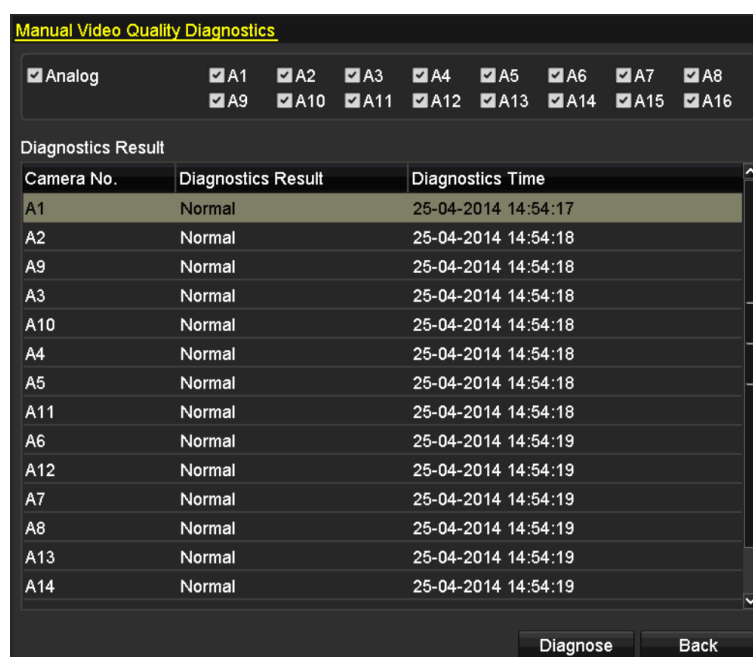 Manual Video Quality Diagnostics
Analog A1 A2 A3 A4 A5 A6 A7 A8
A9 A10 A11 A12 A13 A14 A15 A16
Diagnostics Result
Camera No. Diagnostics Result Diagnostics Time
A1 Normal 25-04-2014 14:54:17
A2 Normal 25-04-2014 14:54:18
A9 Normal 25-04-2014 14:54:18
A3 Normal 25-04-2014 14:54:18
A10 Normal 25-04-2014 14:54:18
A4 Normal 25-04-2014 14:54:18
A5 Normal 25-04-2014 14:54:18
A11 Normal 25-04-2014 14:54:18
A6 Normal 25-04-2014 14:54:19
A12 Normal 25-04-2014 14:54:19
A7 Normal 25-04-2014 14:54:19
A8 Normal 25-04-2014 14:54:19
A13 Normal 25-04-2014 14:54:19
A14 Normal 25-04-2014 14:54:19
Diagnose Back